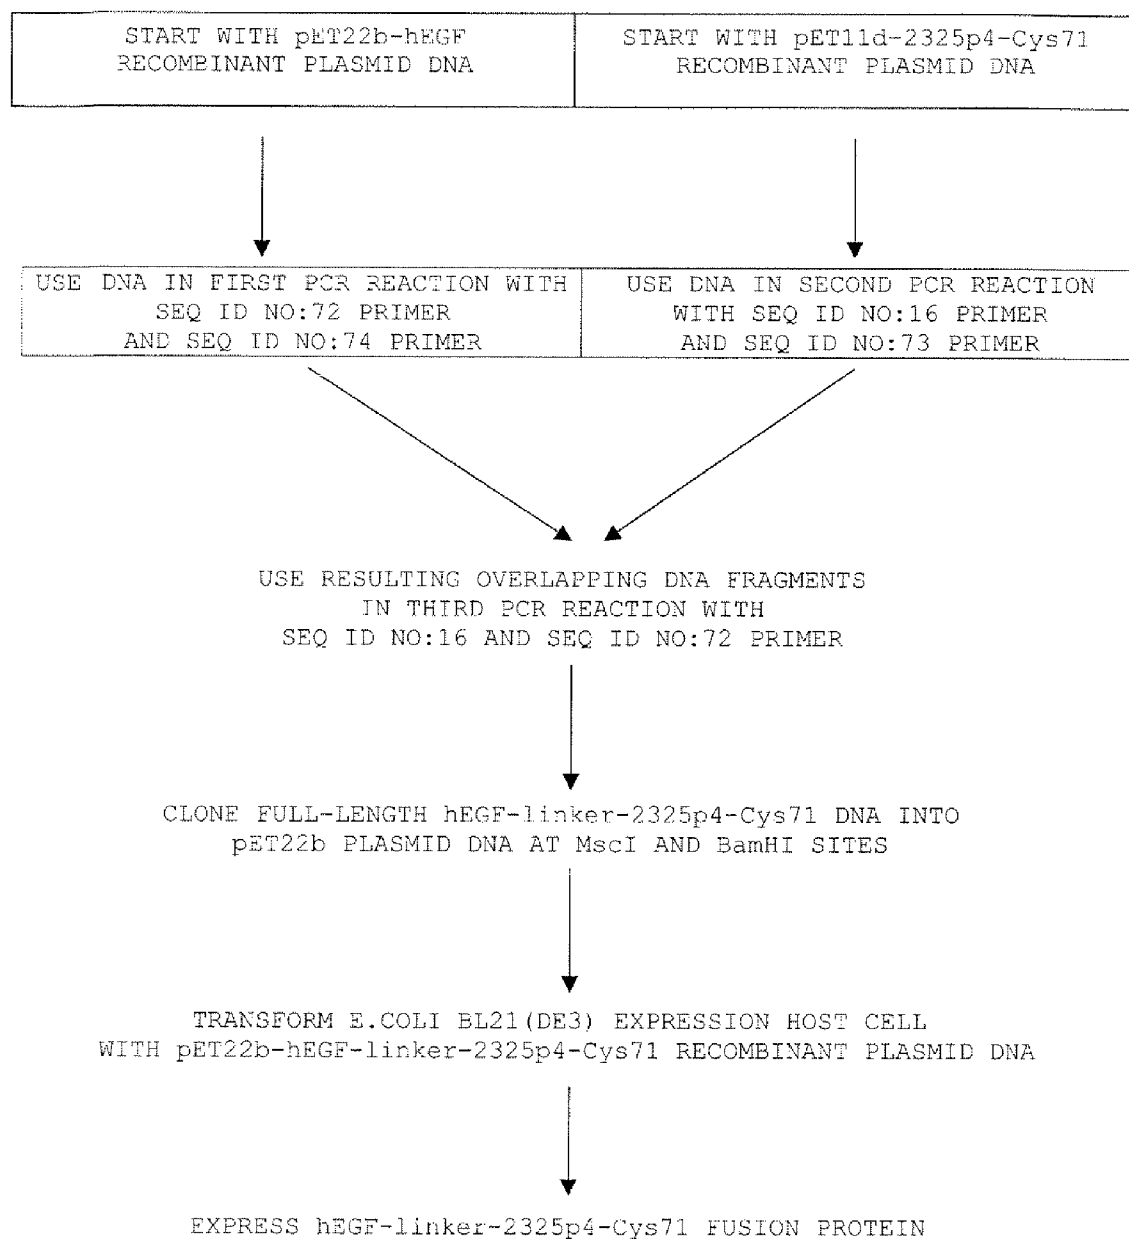 START WITH pET22b-hEGF
RECOMBINANT PLASMID DNA
START WITH pET11d-2325p4-Cys71
RECOMBINANT PLASMID DNA
USE DNA IN FIRST PCR REACTION WITH
SEQ ID NO:72 PRIMER
AND SEQ ID NO:74 PRIMER
USE DNA IN SECOND PCR REACTION
WITH SEQ ID NO:16 PRIMER
AND SEQ ID NO:73 PRIMER
USE RESULTING OVERLAPPING DNA FRAGMENTS
IN THIRD PCR REACTION WITH
SEQ ID NO:16 AND SEQ ID NO:72 PRIMER
CLONE FULL-LENGTH hEGF-linker-2325p4-Cys71 DNA INTO
pET22b PLASMID DNA AT MscI AND BamHI SITES
TRANSFORM E.COLI BL21(DE3) EXPRESSION HOST CELL
WITH pET22b-hEGF-linker-2325p4-Cys71 RECOMBINANT PLASMID DNA
EXPRESS hEGF-linker-2325p4-Cys71 FUSION PROTEIN